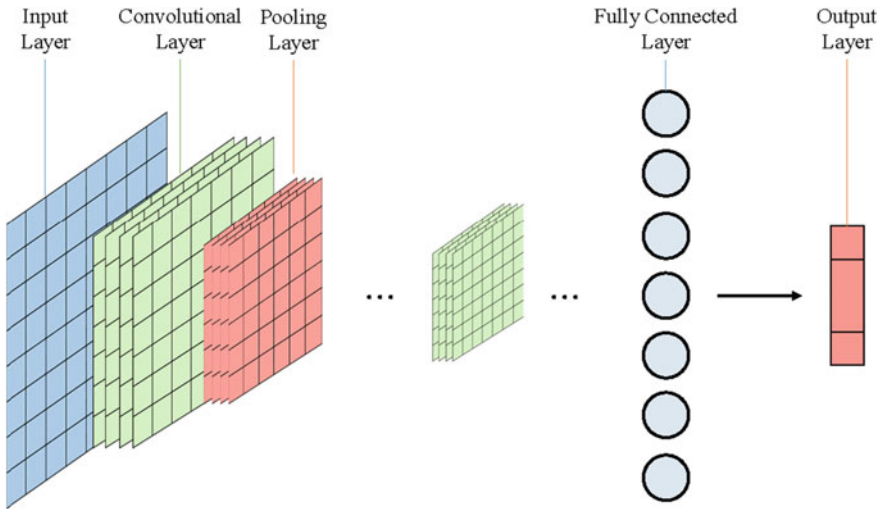 Input
Layer
Convolutional
Layer
Pooling
Layer
Fully Connected
Layer
Output
Layer
...
...